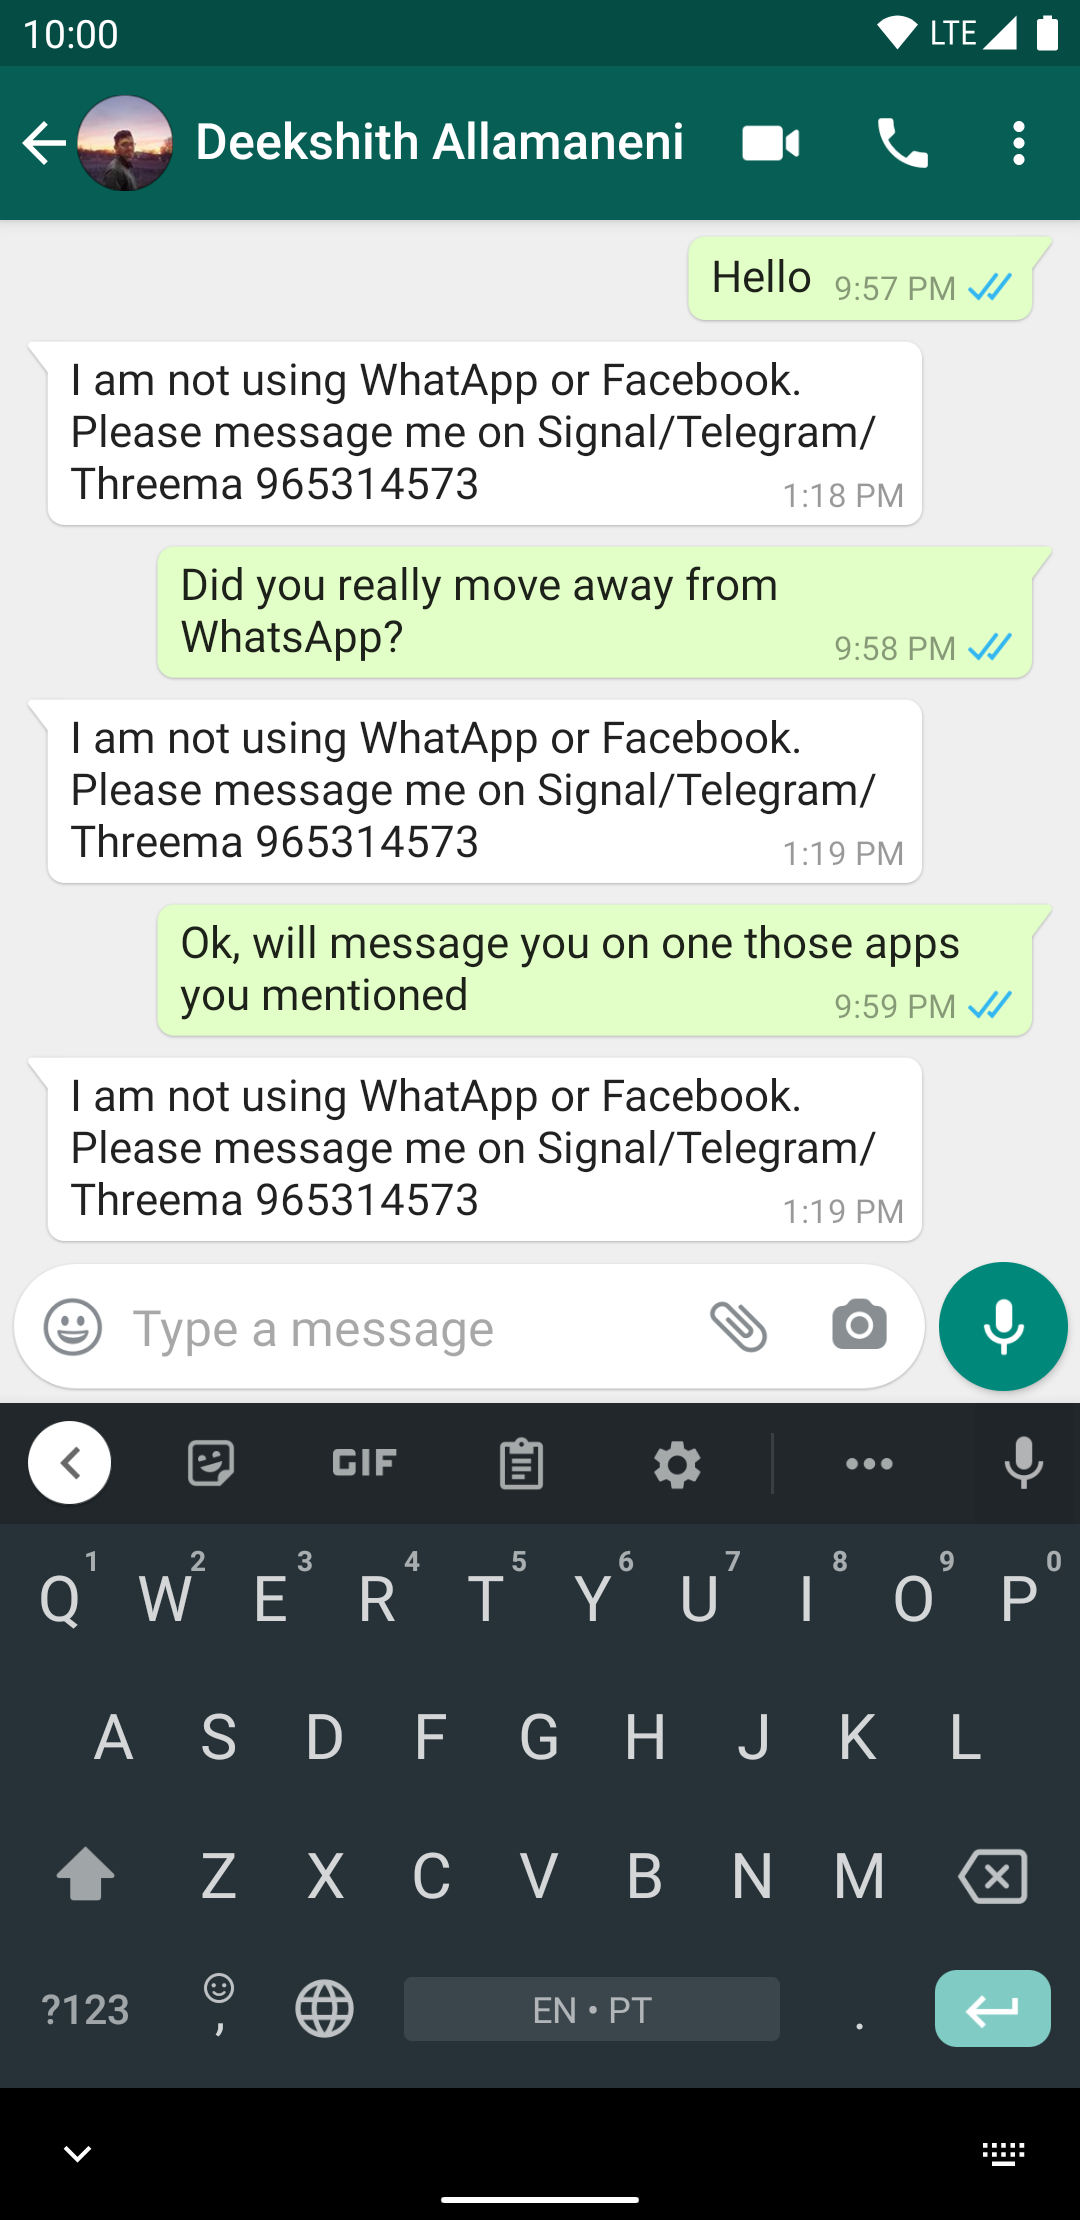 10:00 LTE
Deekshith Allamaneni
Hello 9:57 PM
I am not using WhatApp or Facebook.
Please message me on Signal/Telegram/
Threema 965314573 1:18 PM
Did you really move away from
WhatsApp? 9:58 PM
I am not using WhatApp or Facebook.
Please message me on Signal/Telegram/
Threema 965314573 1:19 PM
Ok, will message you on one those apps
you mentioned 9:59 PM
I am not using WhatApp or Facebook.
Please message me on Signal/Telegram/
Threema 965314573 1:19 PM
Type a message
GIF
1 2 3 4 5 6 7 8 9 0
Q W E R T Y U I O P
A S D F G H J K L
Z X C V B N M
?123 , EN • PT .